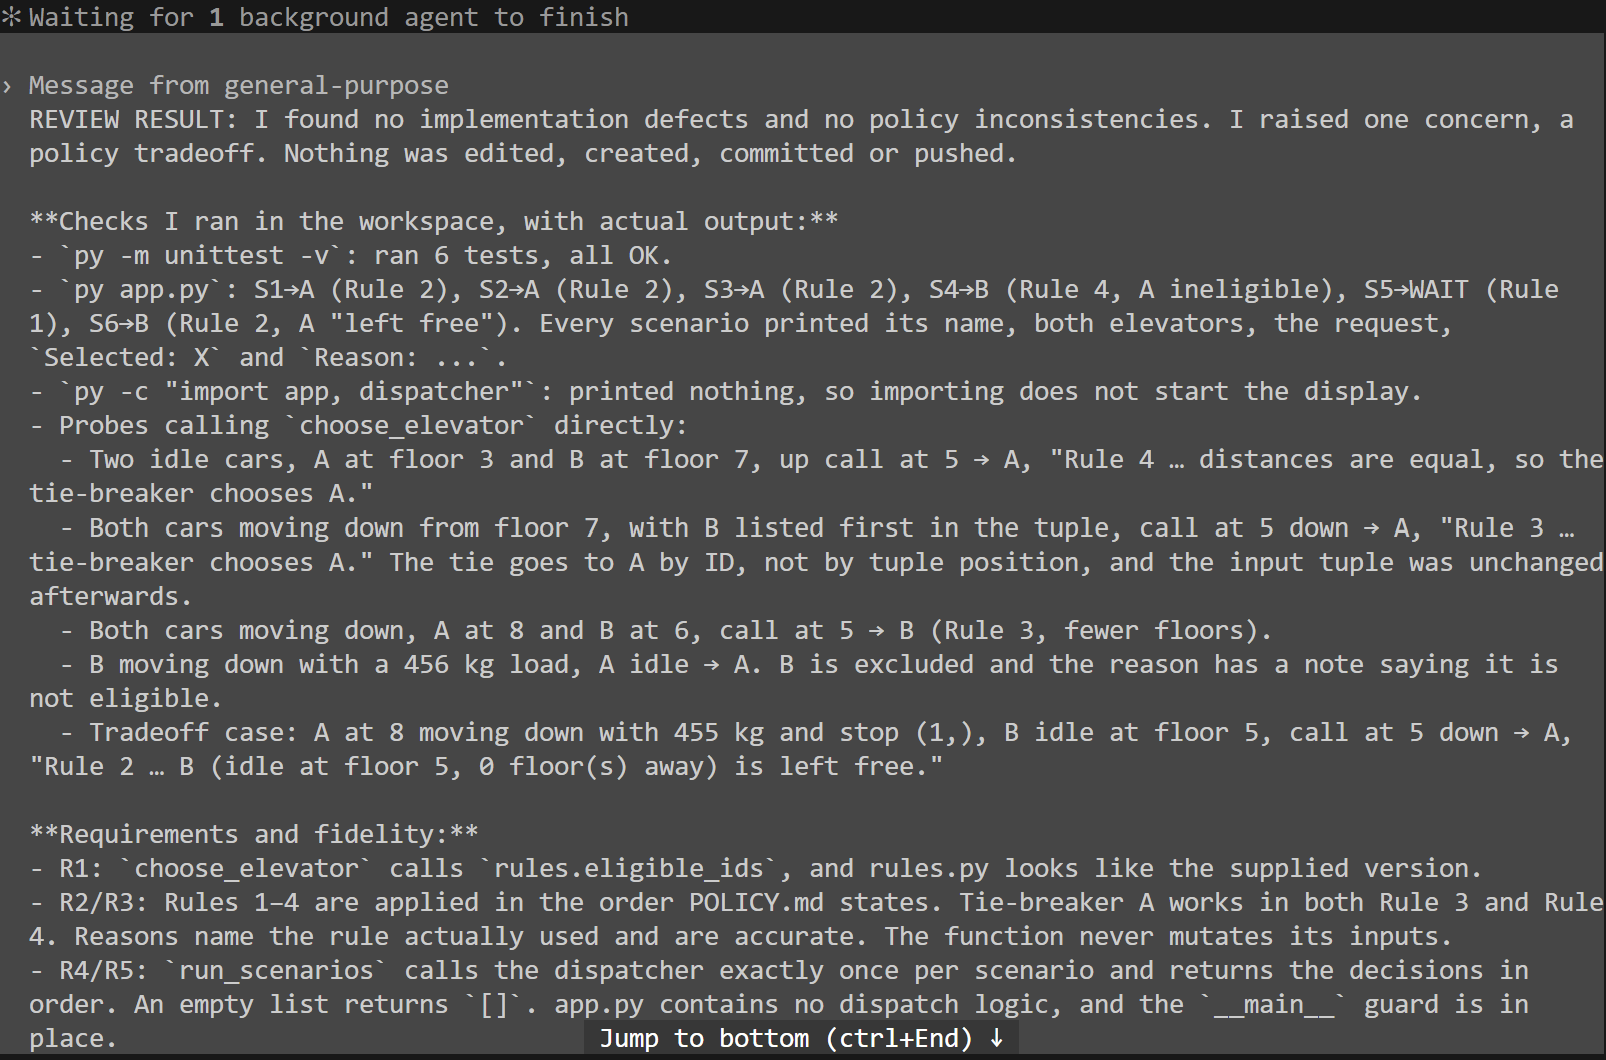 ✻ Waiting for 1 background agent to finish
› Message from general-purpose
REVIEW RESULT: I found no implementation defects and no policy inconsistencies. I raised one concern, a
policy tradeoff. Nothing was edited, created, committed or pushed.
**Checks I ran in the workspace, with actual output:**
- `py -m unittest -v`: ran 6 tests, all OK.
- `py app.py`: S1→A (Rule 2), S2→A (Rule 2), S3→A (Rule 2), S4→B (Rule 4, A ineligible), S5→WAIT (Rule
1), S6→B (Rule 2, A "left free"). Every scenario printed its name, both elevators, the request,
`Selected: X` and `Reason: ...`.
- `py -c "import app, dispatcher"`: printed nothing, so importing does not start the display.
- Probes calling `choose_elevator` directly:
- Two idle cars, A at floor 3 and B at floor 7, up call at 5 → A, "Rule 4 … distances are equal, so the
tie-breaker chooses A."
- Both cars moving down from floor 7, with B listed first in the tuple, call at 5 down → A, "Rule 3 …
tie-breaker chooses A." The tie goes to A by ID, not by tuple position, and the input tuple was unchanged
afterwards.
- Both cars moving down, A at 8 and B at 6, call at 5 → B (Rule 3, fewer floors).
- B moving down with a 456 kg load, A idle → A. B is excluded and the reason has a note saying it is
not eligible.
- Tradeoff case: A at 8 moving down with 455 kg and stop (1,), B idle at floor 5, call at 5 down → A,
"Rule 2 … B (idle at floor 5, 0 floor(s) away) is left free."
**Requirements and fidelity:**
- R1: `choose_elevator` calls `rules.eligible_ids`, and rules.py looks like the supplied version.
- R2/R3: Rules 1–4 are applied in the order POLICY.md states. Tie-breaker A works in both Rule 3 and Rule
4. Reasons name the rule actually used and are accurate. The function never mutates its inputs.
- R4/R5: `run_scenarios` calls the dispatcher exactly once per scenario and returns the decisions in
order. An empty list returns `[]`. app.py contains no dispatch logic, and the `__main__` guard is in
place.
Jump to bottom (ctrl+End) ↓